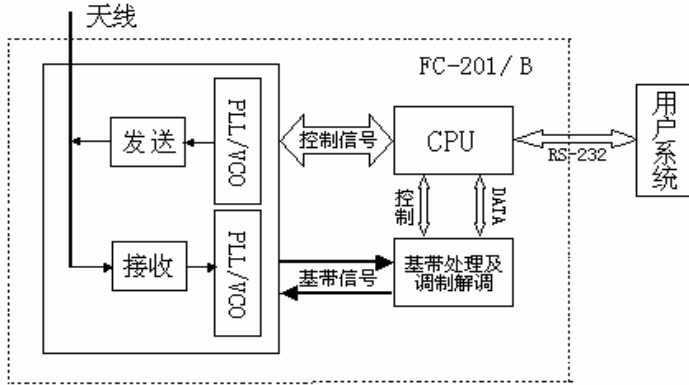 天线
FC-201/B
发送
PLL/VCO
控制信号
CPU
RS-232
用户系统
控制
DATA
接收
PLL/VCO
基带信号
基带处理及
调制解调